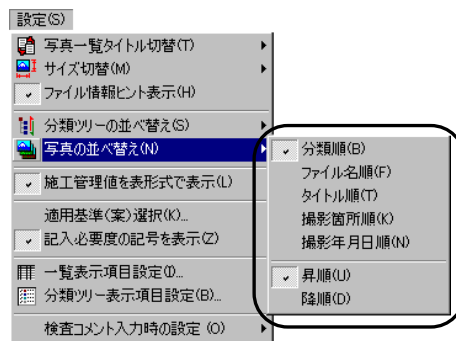 設定(S)
写真一覧タイトル切替(T)
サイズ切替(M)
ファイル情報ヒント表示(H)
分類ツリーの並べ替え(S)
写真の並べ替え(N)
施工管理値を表形式で表示(L)
適用基準(案)選択(K)...
記入必要度の記号を表示(Z)
一覧表示項目設定(I)...
分類ツリー表示項目設定(B)...
検査コメント入力時の設定 (O)
分類順(B)
ファイル名順(F)
タイトル順(T)
撮影箇所順(K)
撮影年月日順(N)
昇順(U)
降順(D)